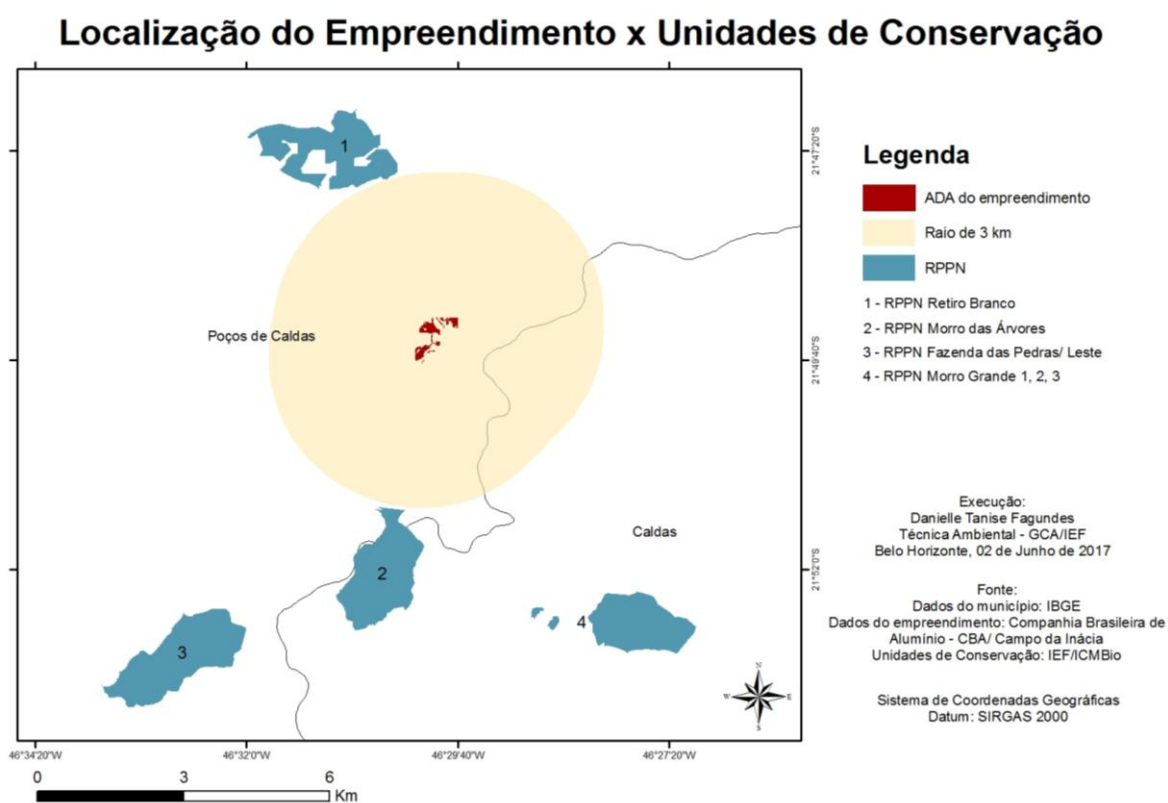 Localização do Empreendimento x Unidades de Conservação
1
2
3
4
Poços de Caldas
Caldas
N
W
E
S
21°47'20"S
21°49'40"S
21°52'0"S
46°34'20"W
46°32'0"W
46°29'40"W
46°27'20"W
0
3
6
Km
Legenda
ADA do empreendimento
Raio de 3 km
RPPN
1 - RPPN Retiro Branco
2 - RPPN Morro das Árvores
3 - RPPN Fazenda das Pedras/ Leste
4 - RPPN Morro Grande 1, 2, 3
Execução:
Danielle Tanise Fagundes
Técnica Ambiental - GCA/IEF
Belo Horizonte, 02 de Junho de 2017
Fonte:
Dados do município: IBGE
Dados do empreendimento: Companhia Brasileira de
Alumínio - CBA/ Campo da Inácia
Unidades de Conservação: IEF/ICMBio
Sistema de Coordenadas Geográficas
Datum: SIRGAS 2000